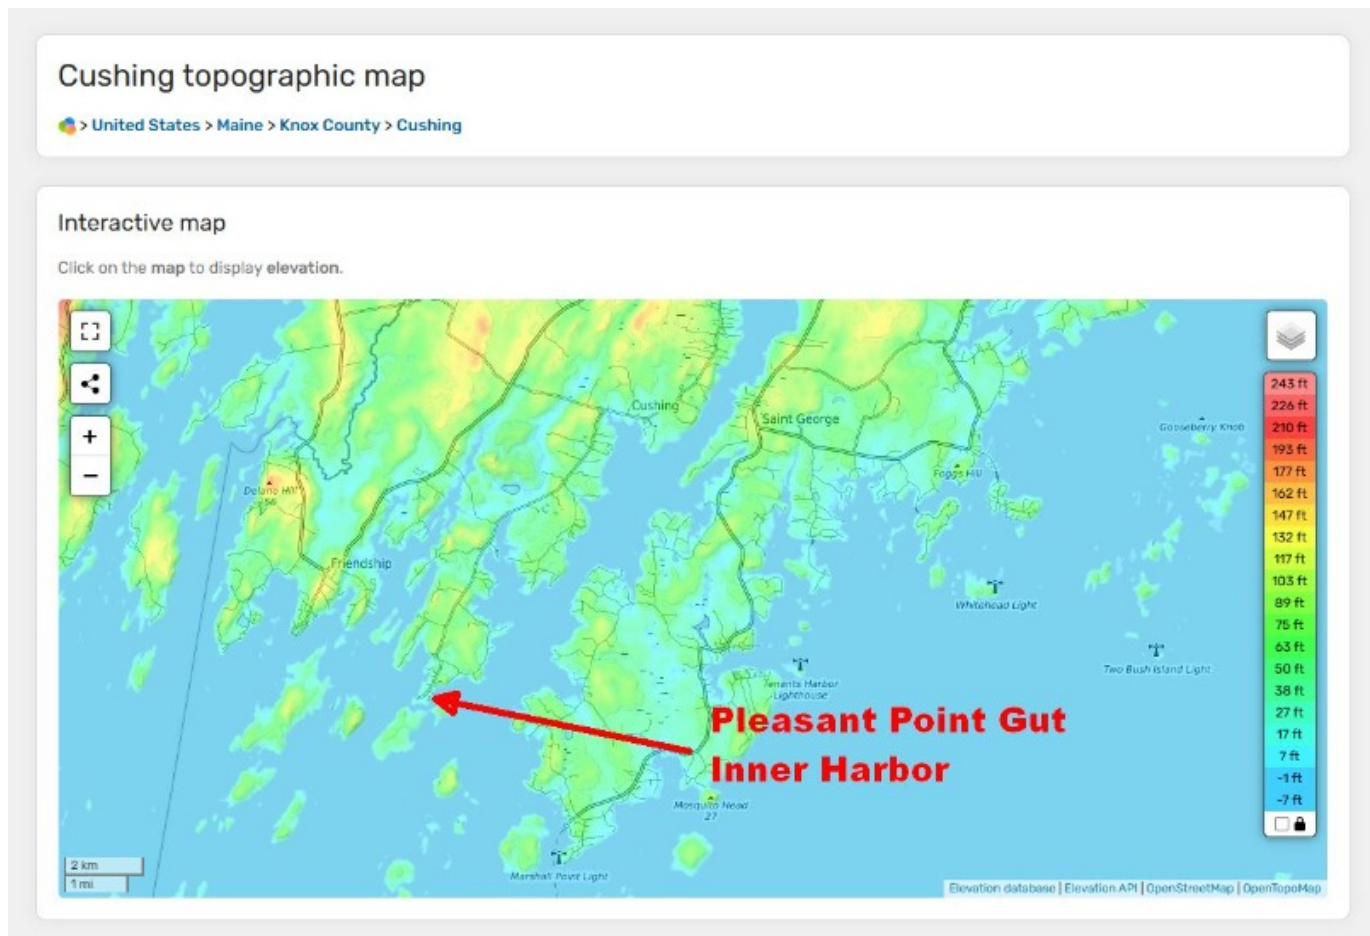 Cushing topographic map
> United States > Maine > Knox County > Cushing
Interactive map
Click on the map to display elevation.
+
−
Cushing
Saint George
Gooseberry Knob
Foggs Hill
Delano Hill
256
Friendship
Whitehead Light
Two Bush Island Light
Tenants Harbor
Lighthouse
Pleasant Point Gut
Inner Harbor
Mosquito Head
27
Marshall Point Light
243 ft
226 ft
210 ft
193 ft
177 ft
162 ft
147 ft
132 ft
117 ft
103 ft
89 ft
75 ft
63 ft
50 ft
38 ft
27 ft
17 ft
7 ft
-1 ft
-7 ft
2 km
1 mi
Elevation database | Elevation API | OpenStreetMap | OpenTopoMap